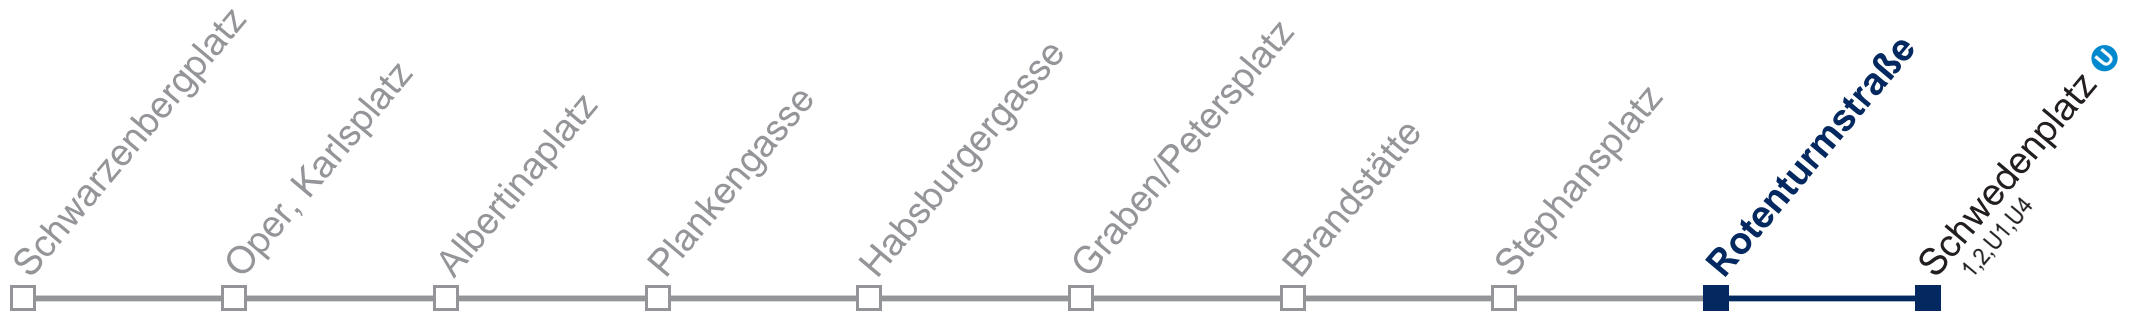 Schwarzenbergplatz
Oper, Karlsplatz
Albertinaplatz
Plankengasse
Habsburgergasse
Graben/Petersplatz
Brandstätte
Stephansplatz
Rotenturmstraße
Schwedenplatz U
1,2,U1,U4